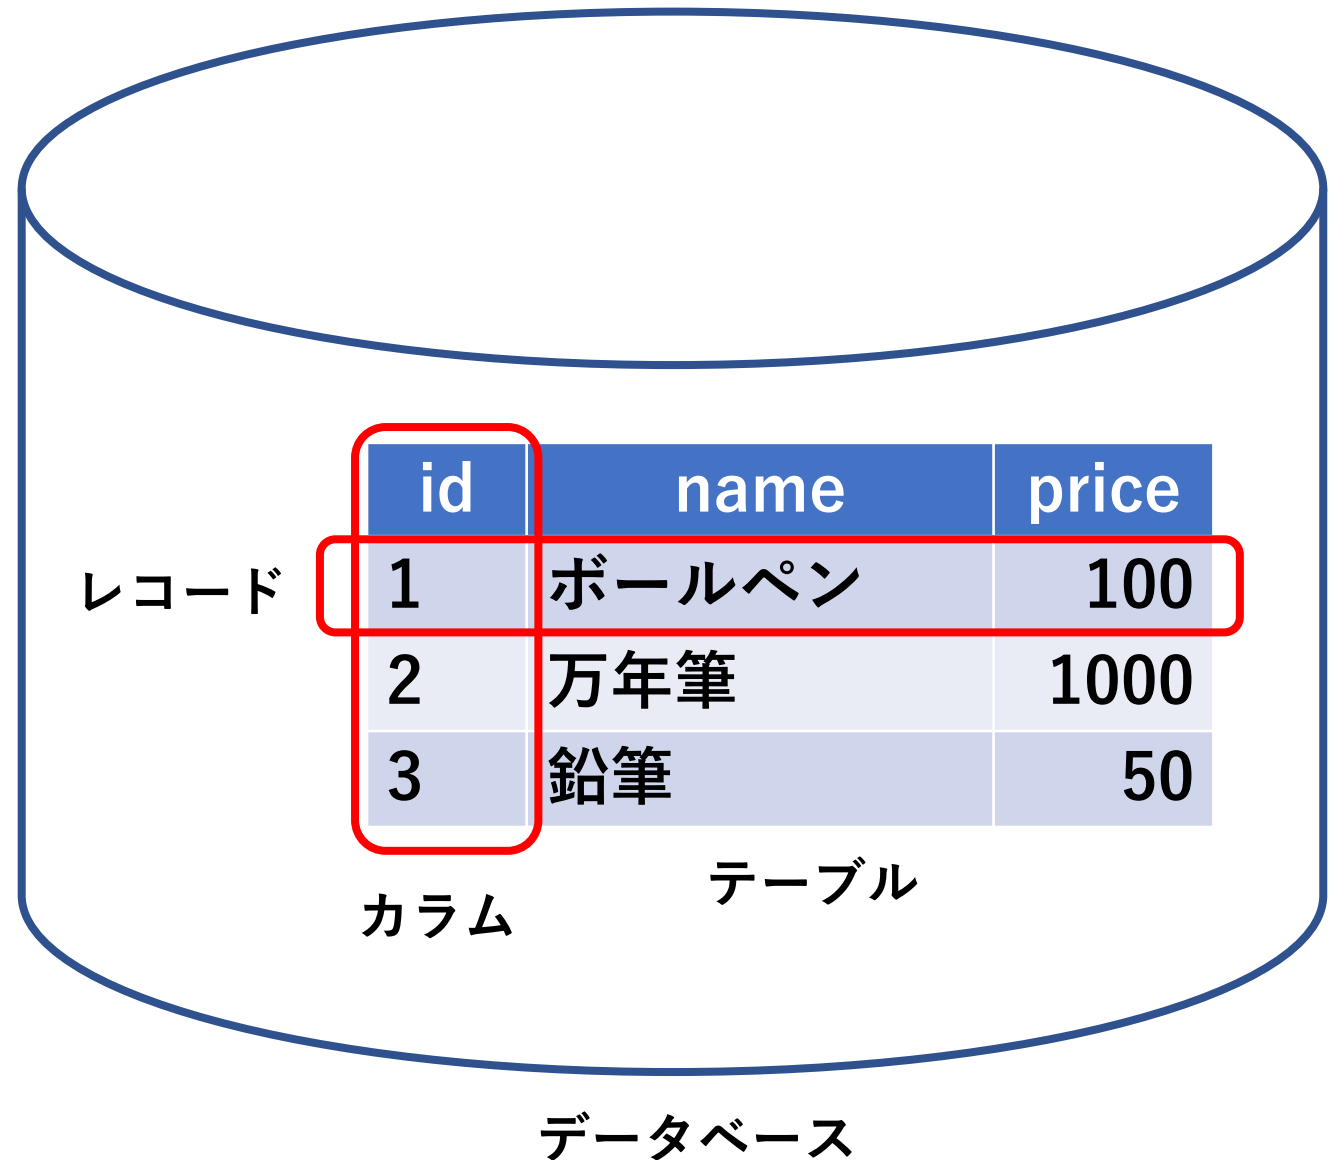 id name price
レコード 1 ボールペン 100
2 万年筆 1000
3 鉛筆 50
テーブル
カラム
データベース